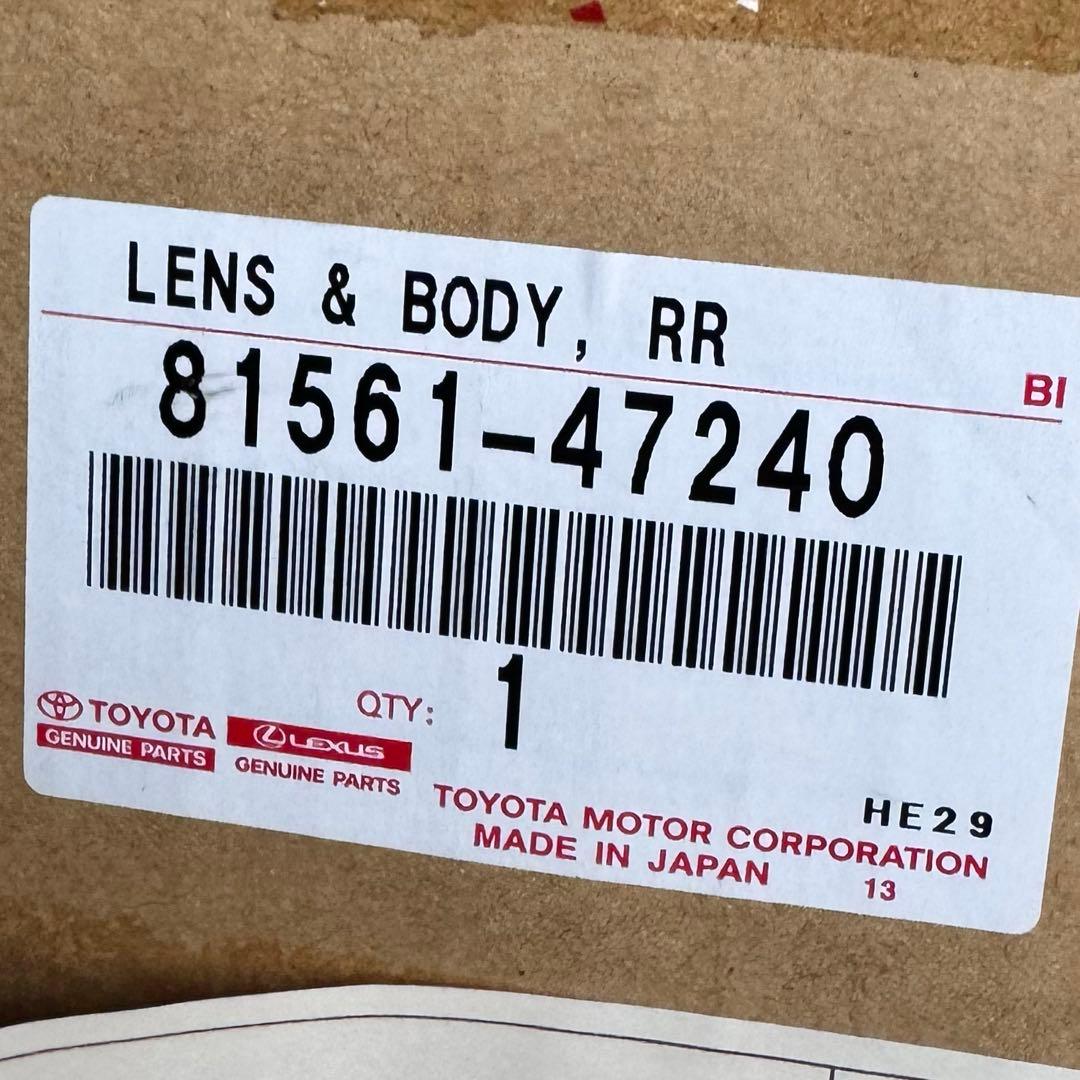 LENS & BODY, RR
BI
81561-47240
QTY: 1
TOYOTA
GENUINE PARTS
LEXUS
GENUINE PARTS
HE29
TOYOTA MOTOR CORPORATION
MADE IN JAPAN 13